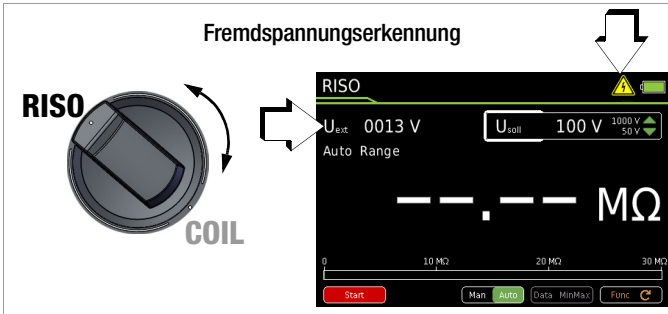 Fremdspannungserkennung
RISO
COIL
RISO
Uext 0013 V
Usoll 100 V 1000 V
50 V
Auto Range
--.-- MΩ
0 10 MΩ 20 MΩ 30 MΩ
Start Man Auto Data MinMax Func